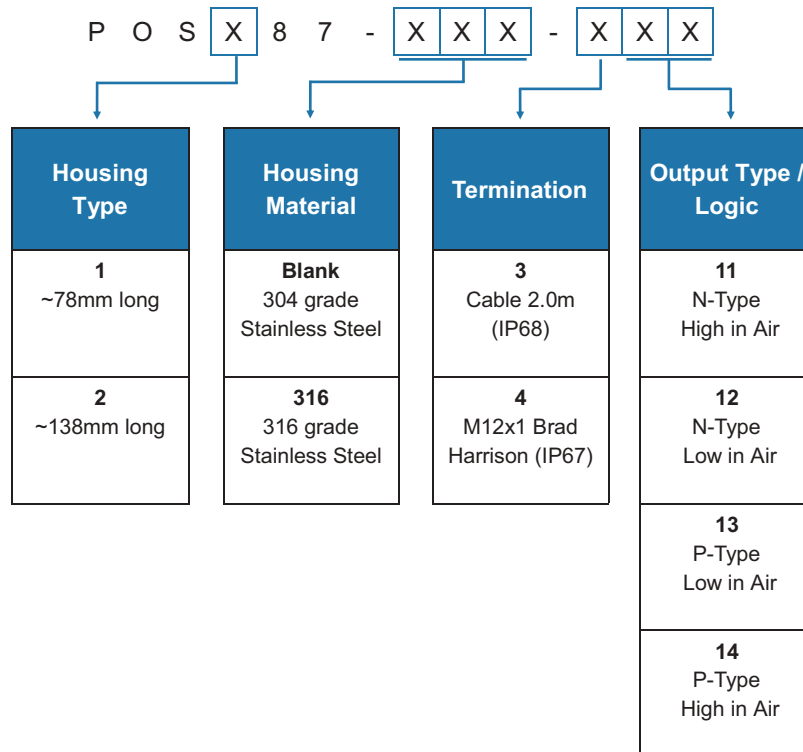 P O S X 8 7 - X X X - X X X
Housing
Type
1
~78mm long
2
~138mm long
Housing
Material
Blank
304 grade
Stainless Steel
316
316 grade
Stainless Steel
Termination
3
Cable 2.0m
(IP68)
4
M12x1 Brad
Harrison (IP67)
Output Type /
Logic
11
N-Type
High in Air
12
N-Type
Low in Air
13
P-Type
Low in Air
14
P-Type
High in Air